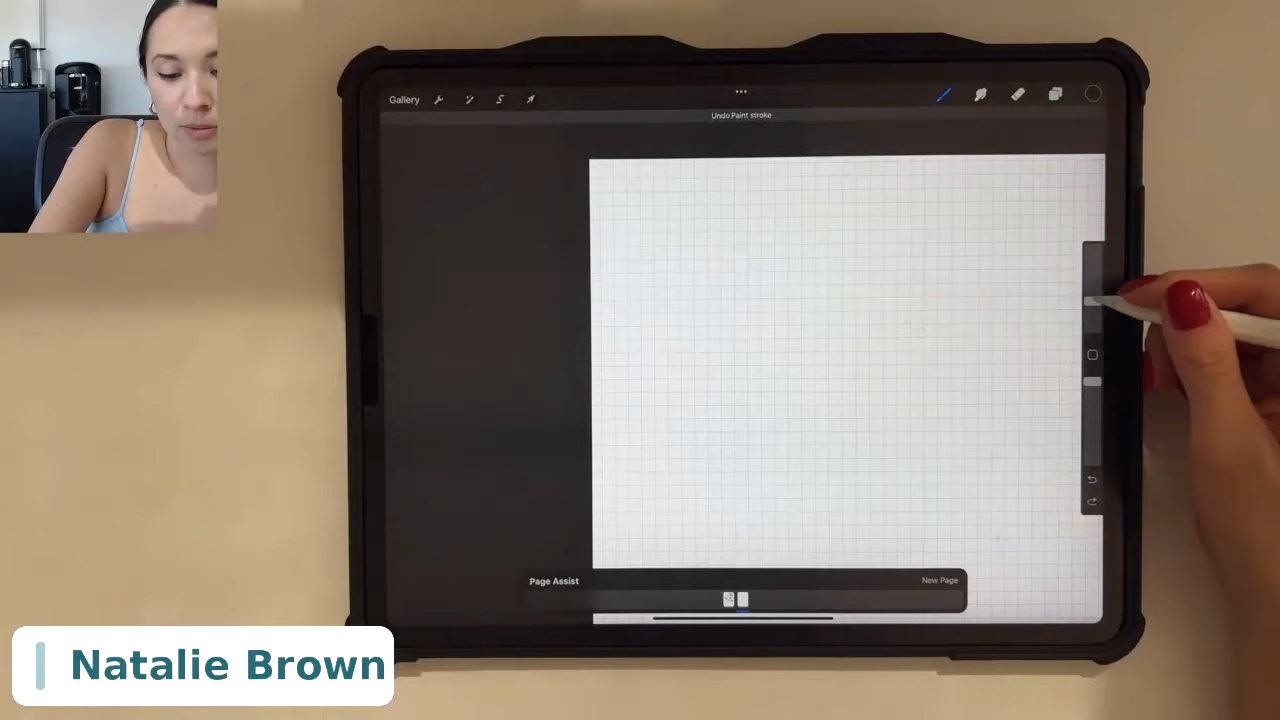 Gallery
Undo Paint stroke
Page Assist
New Page
Natalie Brown